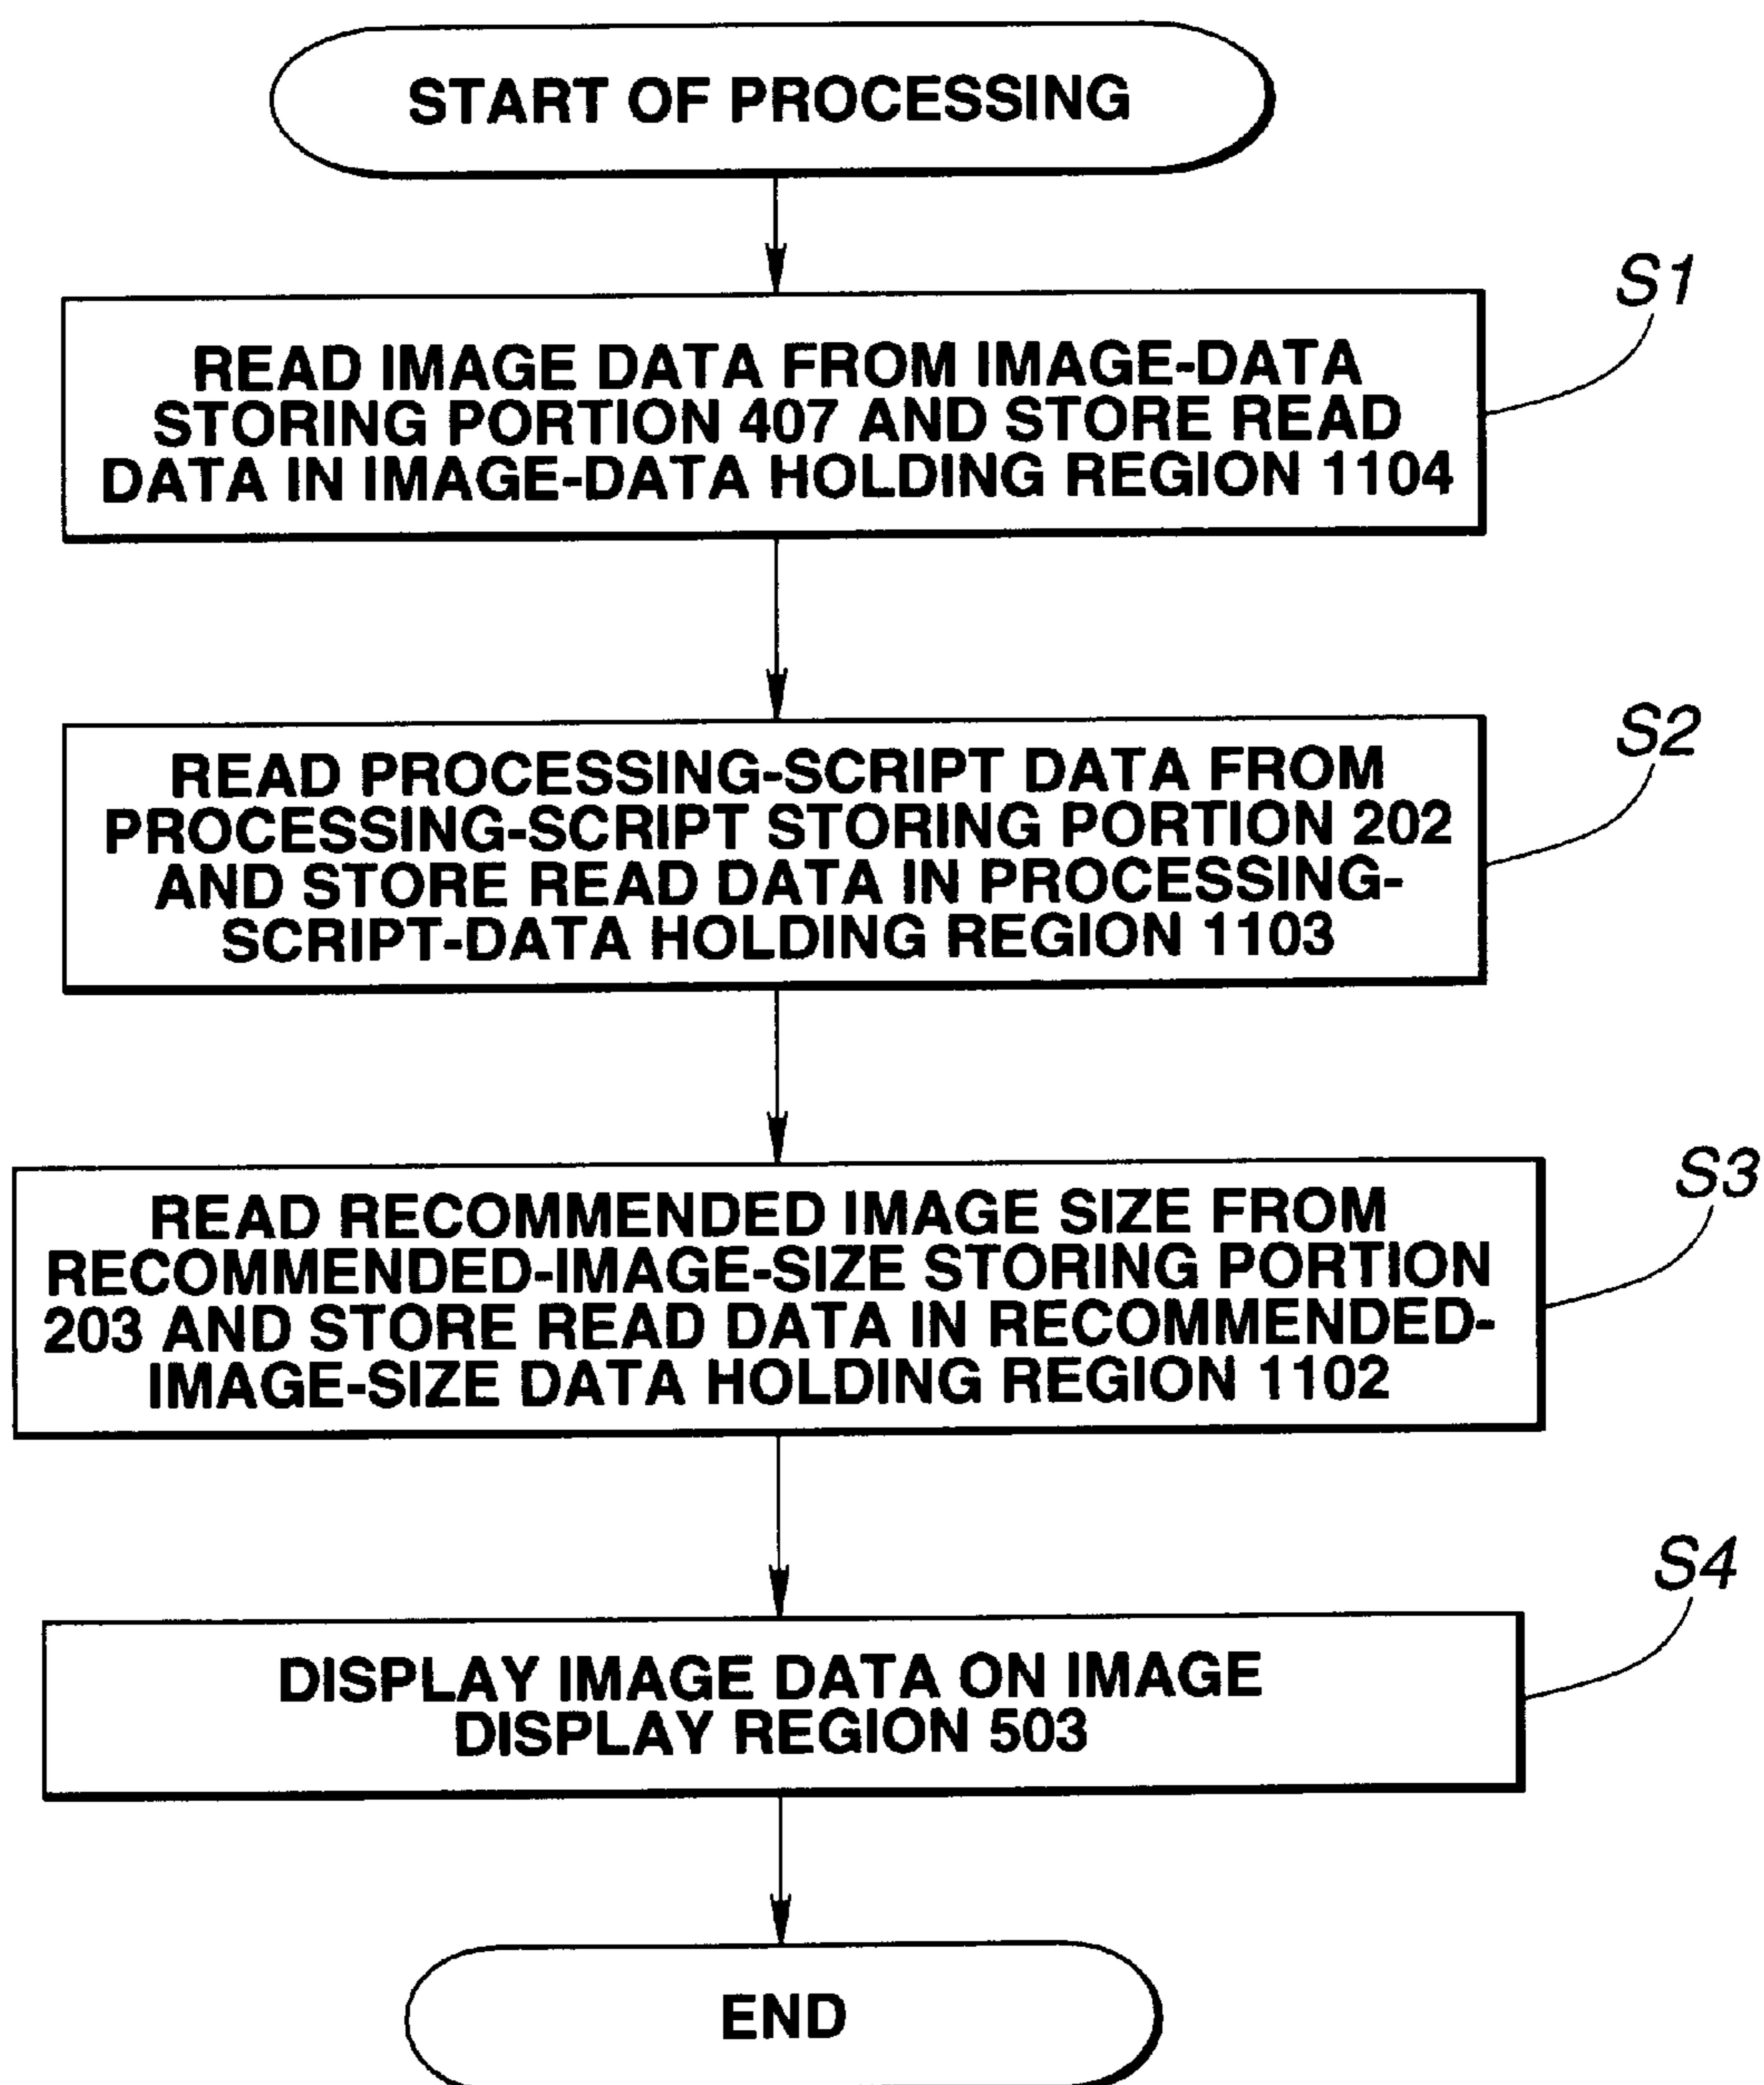 START OF PROCESSING
S1
READ IMAGE DATA FROM IMAGE-DATA
STORING PORTION 407 AND STORE READ
DATA IN IMAGE-DATA HOLDING REGION 1104
S2
READ PROCESSING-SCRIPT DATA FROM
PROCESSING-SCRIPT STORING PORTION 202
AND STORE READ DATA IN PROCESSING-
SCRIPT-DATA HOLDING REGION 1103
S3
READ RECOMMENDED IMAGE SIZE FROM
RECOMMENDED-IMAGE-SIZE STORING PORTION
203 AND STORE READ DATA IN RECOMMENDED-
IMAGE-SIZE DATA HOLDING REGION 1102
S4
DISPLAY IMAGE DATA ON IMAGE
DISPLAY REGION 503
END